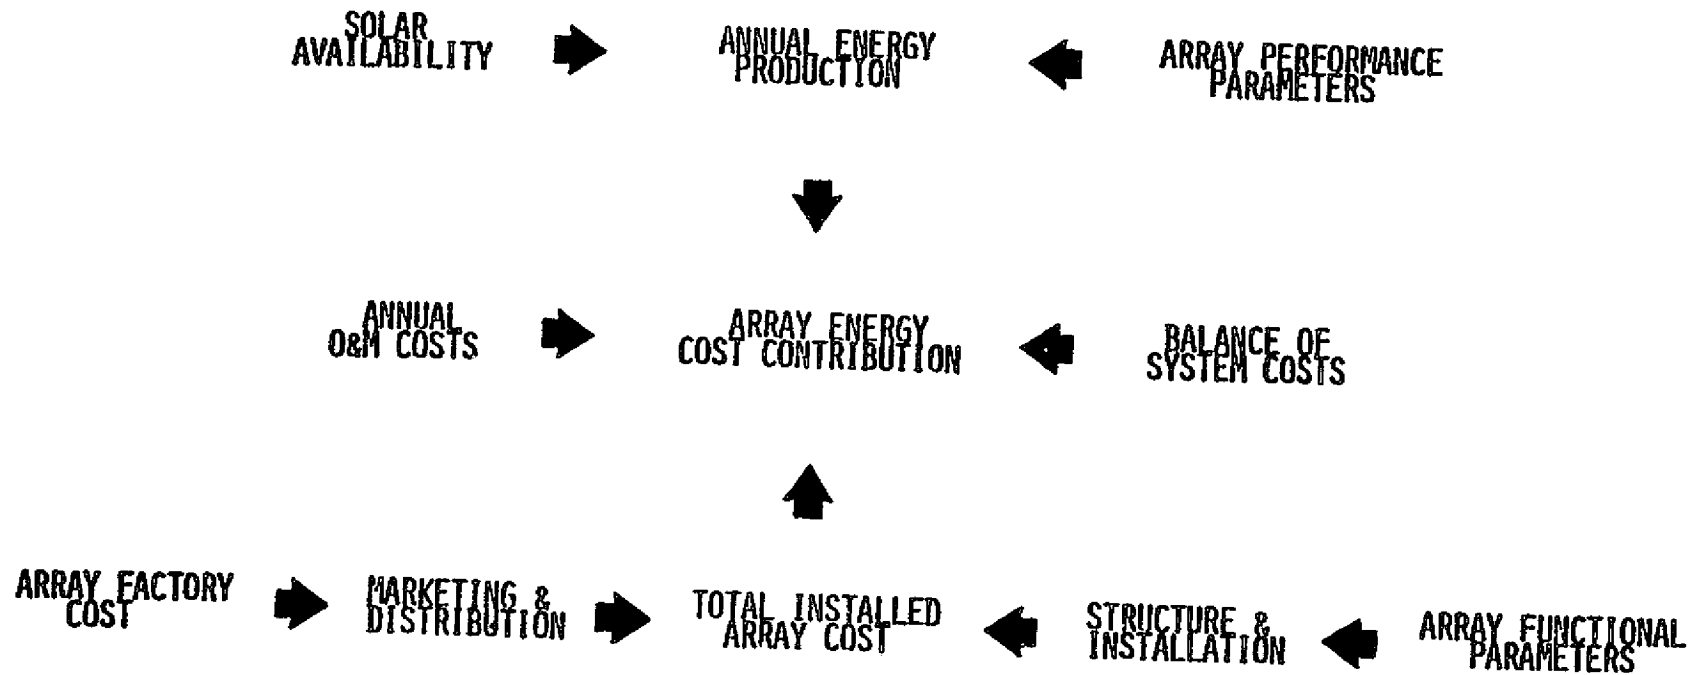 SOLAR
AVAILABILITY
ANNUAL ENERGY
PRODUCTION
ARRAY PERFORMANCE
PARAMETERS
ANNUAL
O&M COSTS
ARRAY ENERGY
COST CONTRIBUTION
BALANCE OF
SYSTEM COSTS
ARRAY FACTORY
COST
MARKETING &
DISTRIBUTION
TOTAL INSTALLED
ARRAY COST
STRUCTURE &
INSTALLATION
ARRAY FUNCTIONAL
PARAMETERS